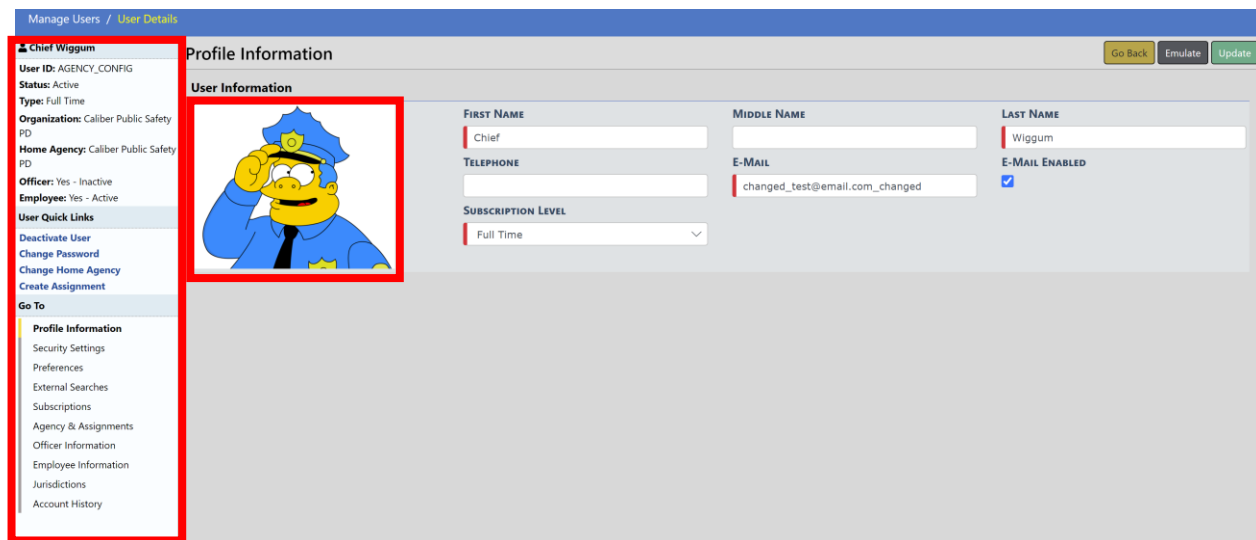 Manage Users / User Details
Chief Wiggum
User ID: AGENCY_CONFIG
Status: Active
Type: Full Time
Organization: Caliber Public Safety
PD
Home Agency: Caliber Public Safety
PD
Officer: Yes - Inactive
Employee: Yes - Active
User Quick Links
Deactivate User
Change Password
Change Home Agency
Create Assignment
Go To
Profile Information
Security Settings
Preferences
External Searches
Subscriptions
Agency & Assignments
Officer Information
Employee Information
Jurisdictions
Account History
Profile Information
Go Back Emulate Update
User Information
First Name Middle Name Last Name
Chief Wiggum
Telephone E-Mail E-Mail Enabled
changed_test@email.com_changed
Subscription Level
Full Time